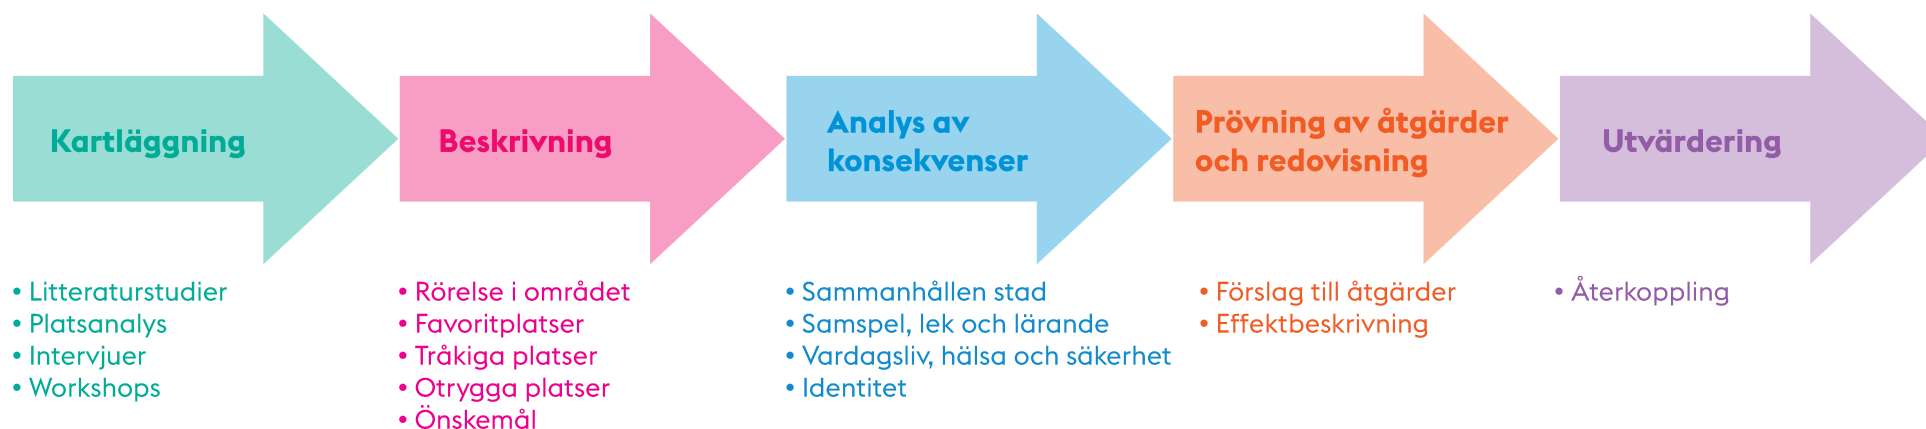 Kartläggning
Beskrivning
Analys av
konsekvenser
Prövning av åtgärder
och redovisning
Utvärdering
• Litteraturstudier
• Platsanalys
• Intervjuer
• Workshops
• Rörelse i området
• Favoritplatser
• Tråkiga platser
• Otrygga platser
• Önskemål
• Sammanhållen stad
• Samspel, lek och lärande
• Vardagsliv, hälsa och säkerhet
• Identitet
• Förslag till åtgärder
• Effektbeskrivning
• Återkoppling